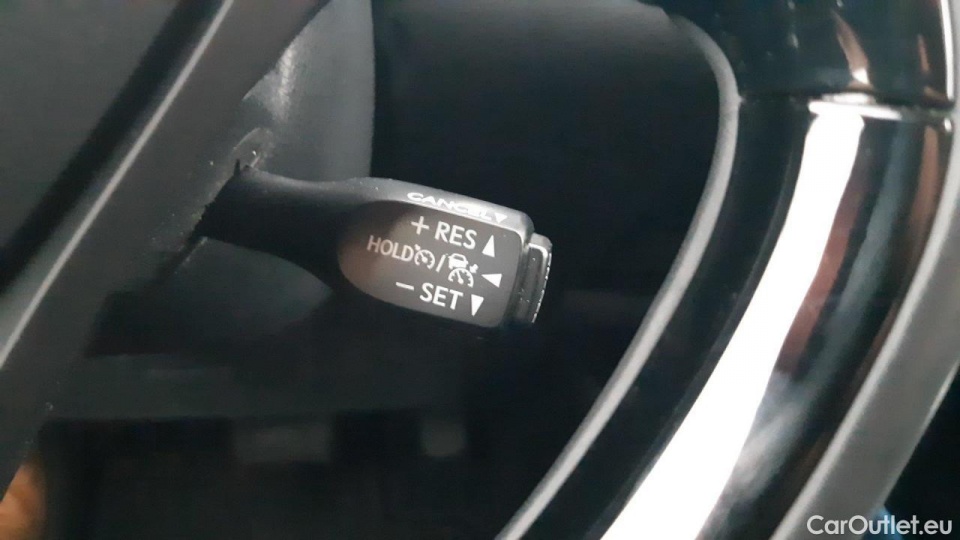 CANCEL▼
+ RES ▲
HOLD / ◀
− SET ▼
CarOutlet.eu